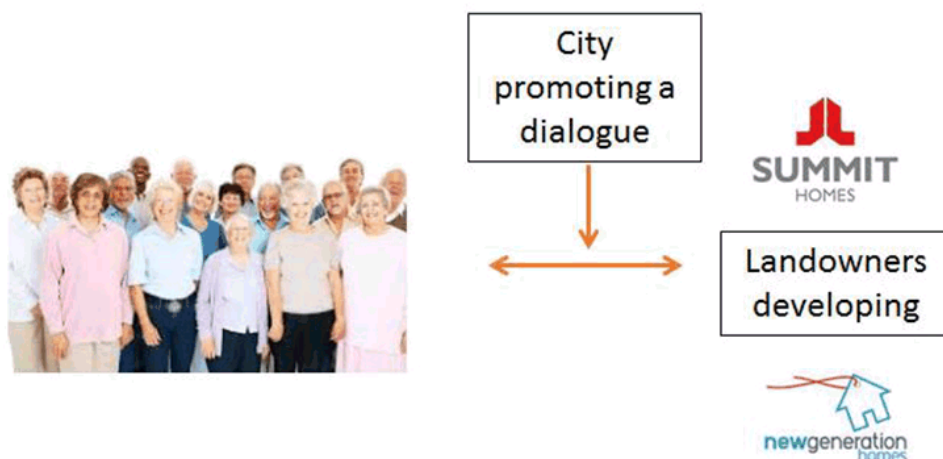 City
promoting a
dialogue
SUMMIT
HOMES
Landowners
developing
newgeneration
homes